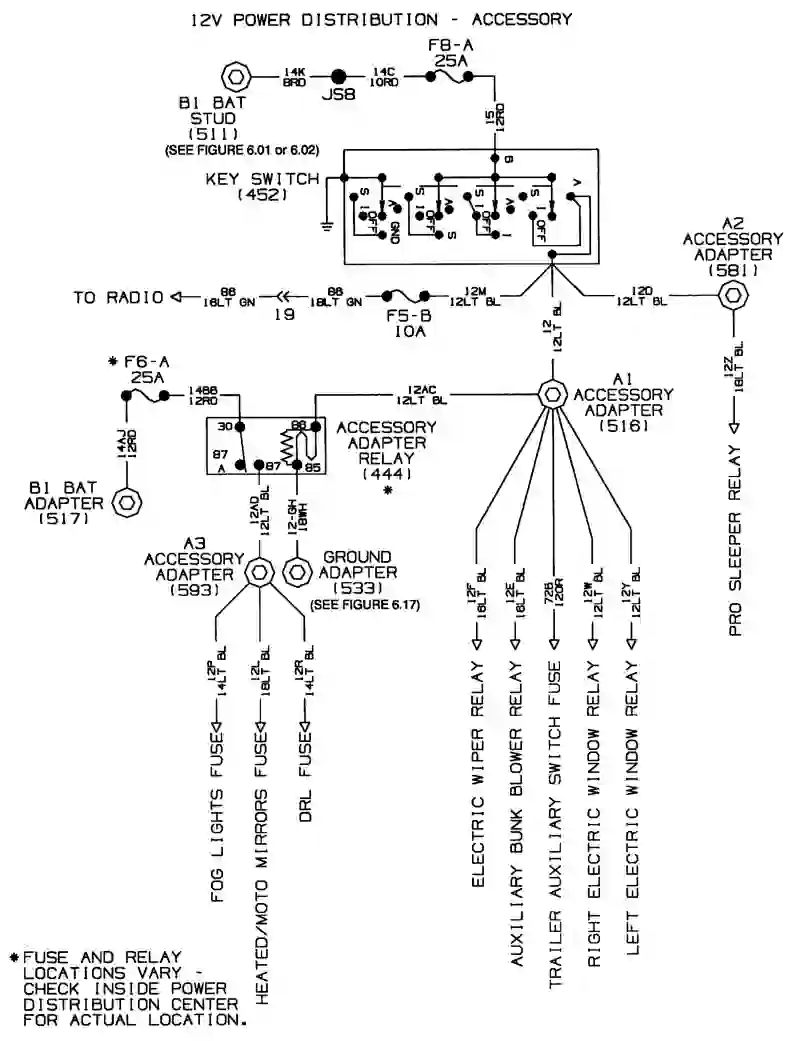 12V POWER DISTRIBUTION - ACCESSORY
F8-A
25A
14K
8RD
JS8
14C
10RD
B1 BAT
STUD
(511)
(SEE FIGURE 6.01 or 6.02)
15
12RD
KEY SWITCH
(452)
B
S
I
OFF
A
GND
S
I
OFF
A
S
S
I
OFF
A
I
S
I
OFF
A
A2
ACCESSORY
ADAPTER
(581)
TO RADIO
88
16LT GN
19
88
18LT GN
F5-B
10A
12M
12LT BL
12
12LT BL
12D
12LT BL
12Z
18LT BL
PRO SLEEPER RELAY
* F6-A
25A
14BB
12RD
14AJ
12RD
B1 BAT
ADAPTER
(517)
30
86
87
A
87
85
ACCESSORY
ADAPTER
RELAY
(444)
*
12AC
12LT BL
A1
ACCESSORY
ADAPTER
(516)
12AD
12LT BL
12-GH
18WH
A3
ACCESSORY
ADAPTER
(593)
GROUND
ADAPTER
(533)
(SEE FIGURE 6.17)
12P
14LT BL
12L
18LT BL
12R
14LT BL
FOG LIGHTS FUSE
HEATED/MOTO MIRRORS FUSE
DRL FUSE
12F
16LT BL
12E
16LT BL
72B
12OR
12W
12LT BL
12Y
12LT BL
ELECTRIC WIPER RELAY
AUXILIARY BUNK BLOWER RELAY
TRAILER AUXILIARY SWITCH FUSE
RIGHT ELECTRIC WINDOW RELAY
LEFT ELECTRIC WINDOW RELAY
*FUSE AND RELAY
LOCATIONS VARY -
CHECK INSIDE POWER
DISTRIBUTION CENTER
FOR ACTUAL LOCATION.